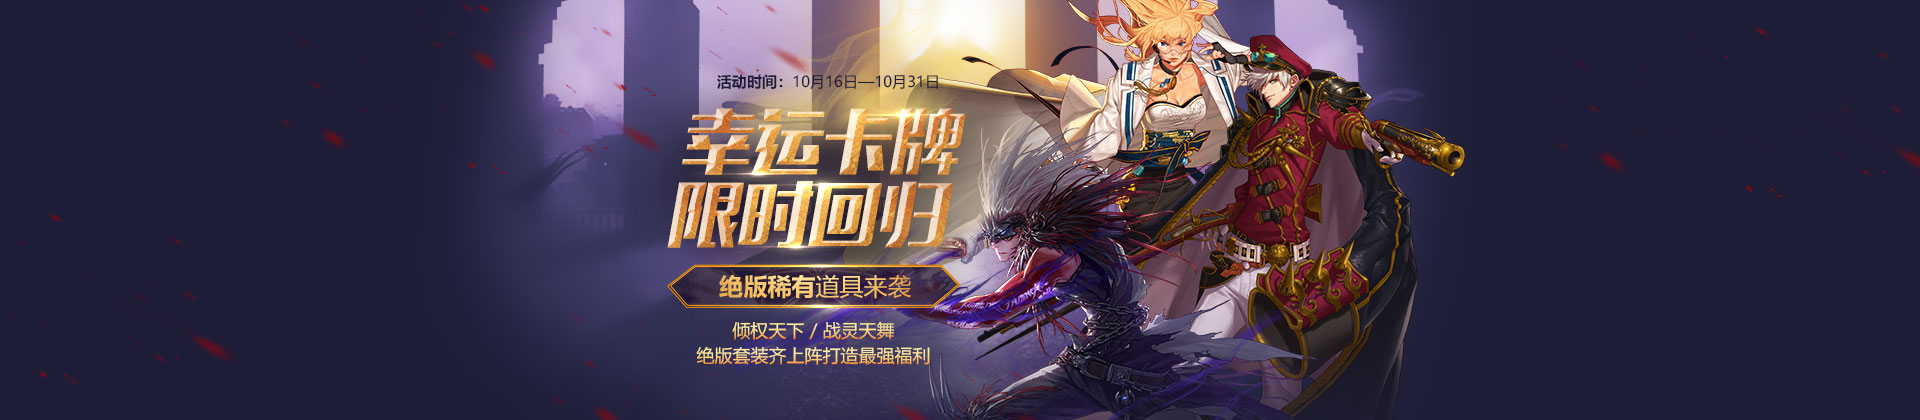 活动时间：10月16日—10月31日
幸运卡牌
限时回归
绝版稀有道具来袭
倾权天下 / 战灵天舞
绝版套装齐上阵打造最强福利